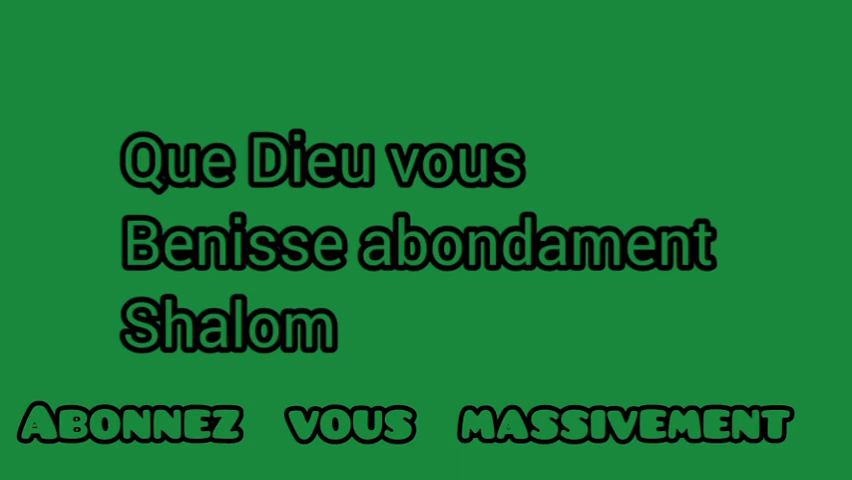 Que Dieu vous
Benisse abondament
Shalom
ABONNEZ VOUS MASSIVEMENT